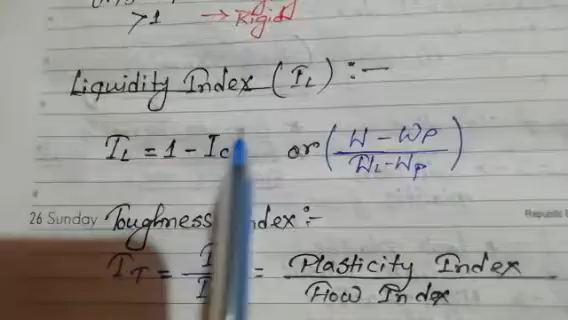 >1 → Rigid
Liquidity Index (IL) :-
IL = 1 - Ic or (W - Wp / WL - Wp)
26 Sunday Toughness Index :-
IT = = Plasticity Index / Flow Index